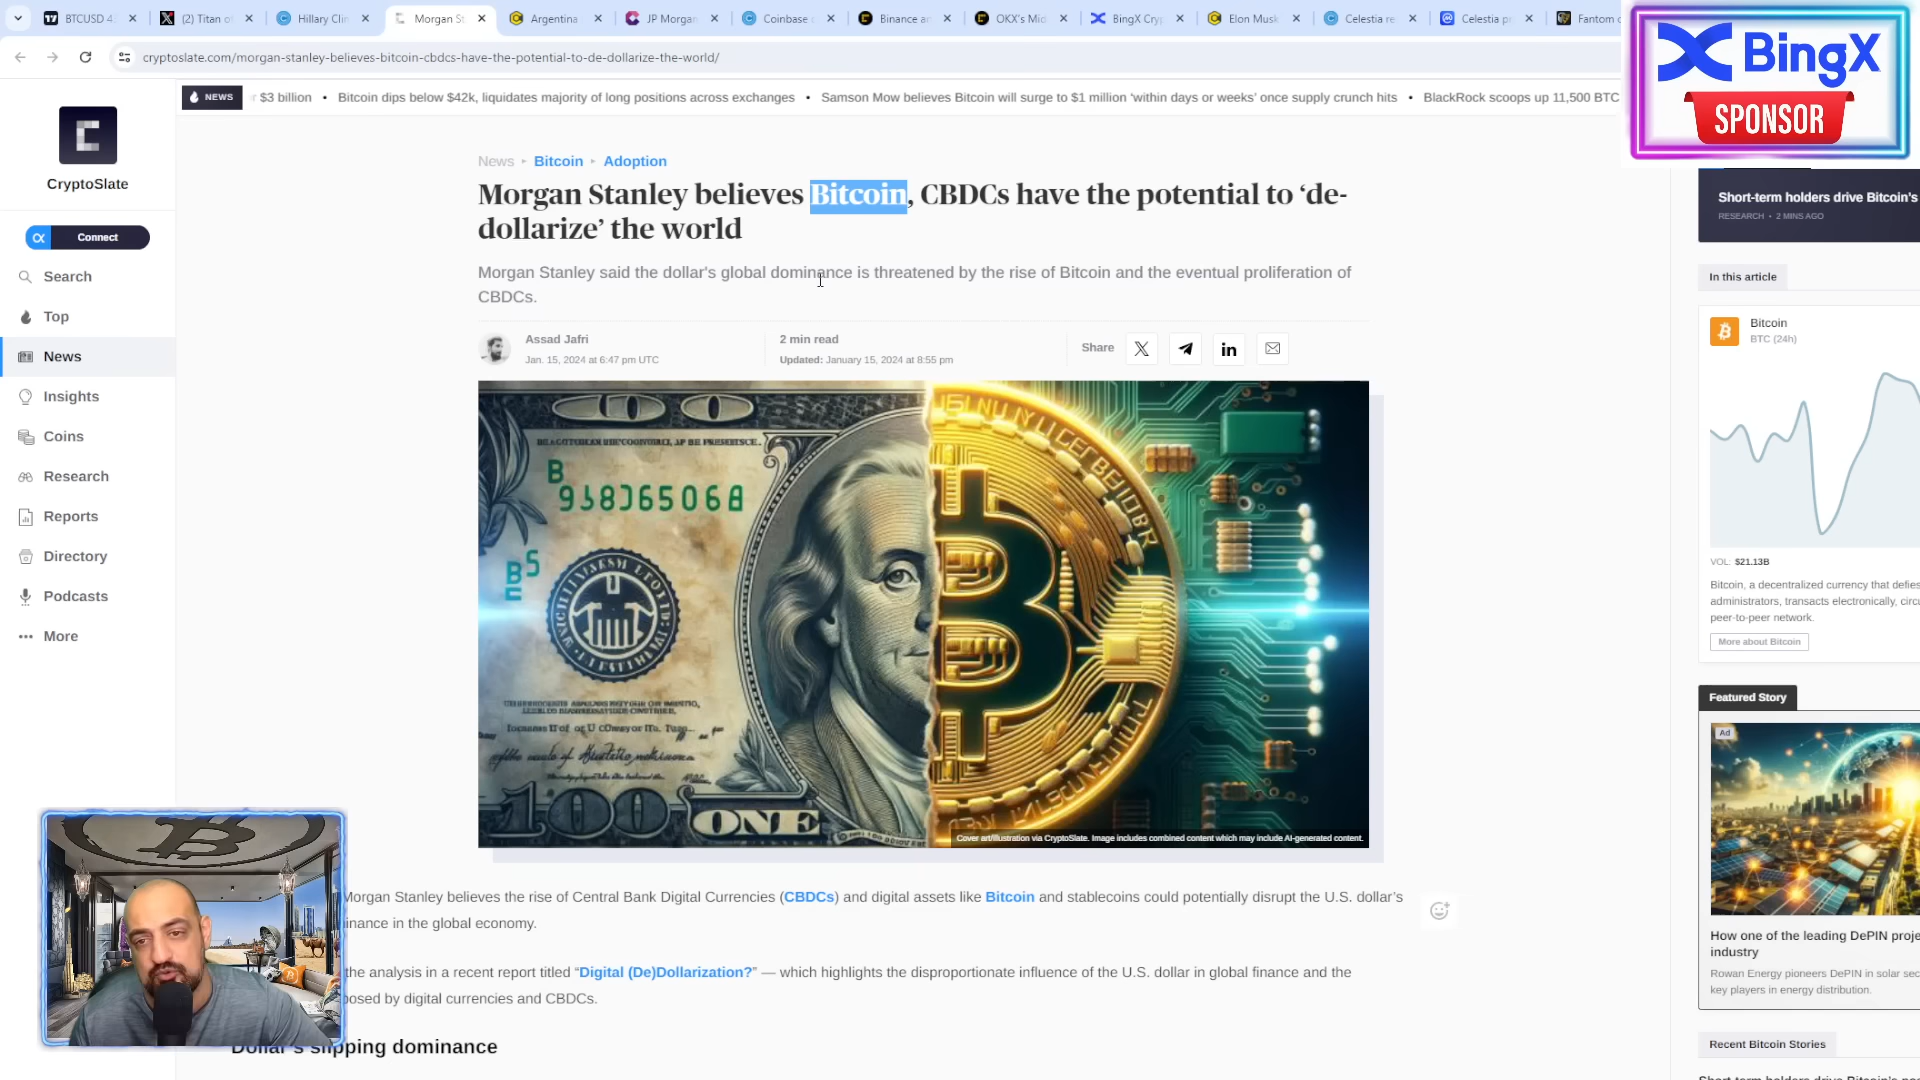 BTCUSD 4
(2) Titan o
Hillary Cli
Morgan St
Argentina
JP Morgan
Coinbase
Binance a
OKX's Mid
BingX Cry
Elon Musk
Celestia re
Celestia p
Fantom
cryptoslate.com/morgan-stanley-believes-bitcoin-cbdcs-have-the-potential-to-de-dollarize-the-world/
BingX
SPONSOR
NEWS
$3 billion • Bitcoin dips below $42k, liquidates majority of long positions across exchanges • Samson Mow believes Bitcoin will surge to $1 million ‘within days or weeks’ once supply crunch hits • BlackRock scoops up 11,500 BTC
CryptoSlate
Connect
Search
Top
News
Insights
Coins
Research
Reports
Directory
Podcasts
More
News ▸ Bitcoin ▸ Adoption
Morgan Stanley believes Bitcoin, CBDCs have the potential to ‘de-
dollarize’ the world
Morgan Stanley said the dollar's global dominance is threatened by the rise of Bitcoin and the eventual proliferation of
CBDCs.
Assad Jafri
Jan. 15, 2024 at 6:47 pm UTC
2 min read
Updated: January 15, 2024 at 8:55 pm
Share
100
ONE
Cover art/illustration via CryptoSlate. Image includes combined content which may include AI-generated content.
Morgan Stanley believes the rise of Central Bank Digital Currencies (CBDCs) and digital assets like Bitcoin and stablecoins could potentially disrupt the U.S. dollar’s
inance in the global economy.
the analysis in a recent report titled “Digital (De)Dollarization?” — which highlights the disproportionate influence of the U.S. dollar in global finance and the
posed by digital currencies and CBDCs.
Dollar’s slipping dominance
Short-term holders drive Bitcoin's
RESEARCH • 2 MINS AGO
In this article
Bitcoin
BTC (24h)
VOL: $21.13B
Bitcoin, a decentralized currency that defies
administrators, transacts electronically, circu
peer-to-peer network.
More about Bitcoin
Featured Story
Ad
How one of the leading DePIN proje
industry
Rowan Energy pioneers DePIN in solar sec
key players in energy distribution.
Recent Bitcoin Stories